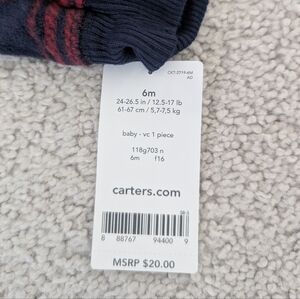 6m
24-26.5 in / 12.5-17 lb
61-67 cm / 5,7-7,5 kg
baby - vc 1 piece
118g703 n
6m f16
carters.com
8 88767 94400 9
MSRP $20.00